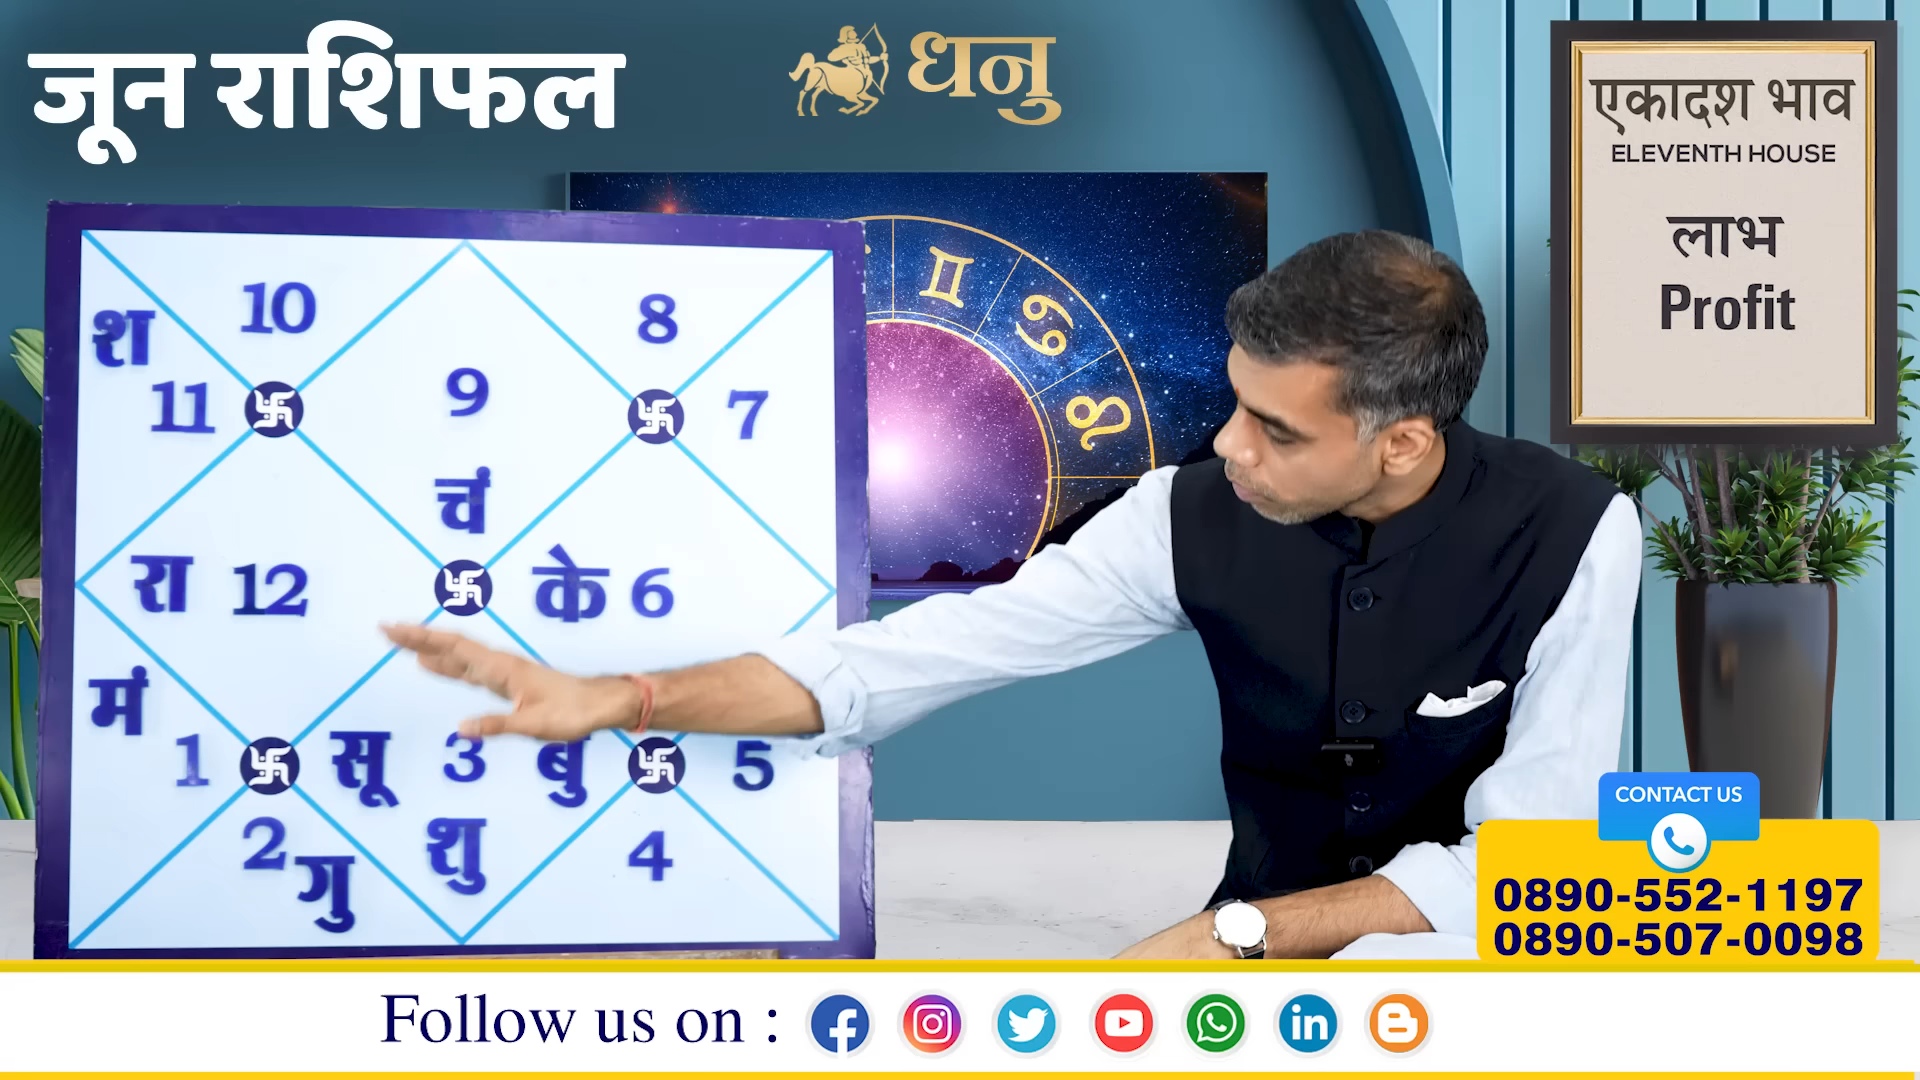 जून राशिफल
धनु
एकादश भाव
ELEVENTH HOUSE
लाभ
Profit
10
8
श
11
9
7
चं
रा 12
के 6
मं
1
सू 3 बु
5
2 गु
शु
4
CONTACT US
0890-552-1197
0890-507-0098
Follow us on :